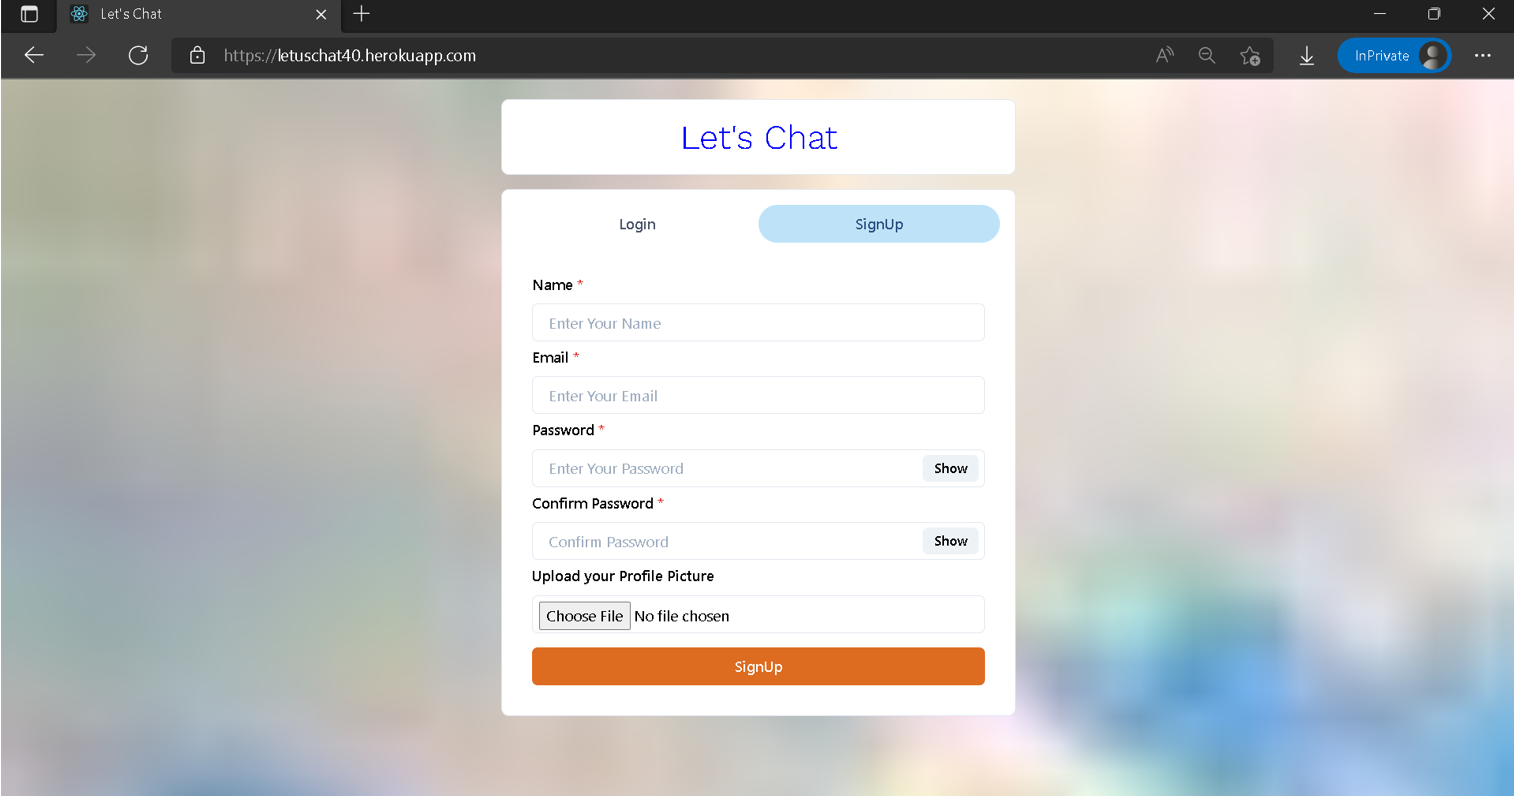 Let's Chat
https://letuschat40.herokuapp.com
InPrivate
Let's Chat
Login SignUp
Name *
Enter Your Name
Email *
Enter Your Email
Password *
Enter Your Password Show
Confirm Password *
Confirm Password Show
Upload your Profile Picture
Choose File No file chosen
SignUp